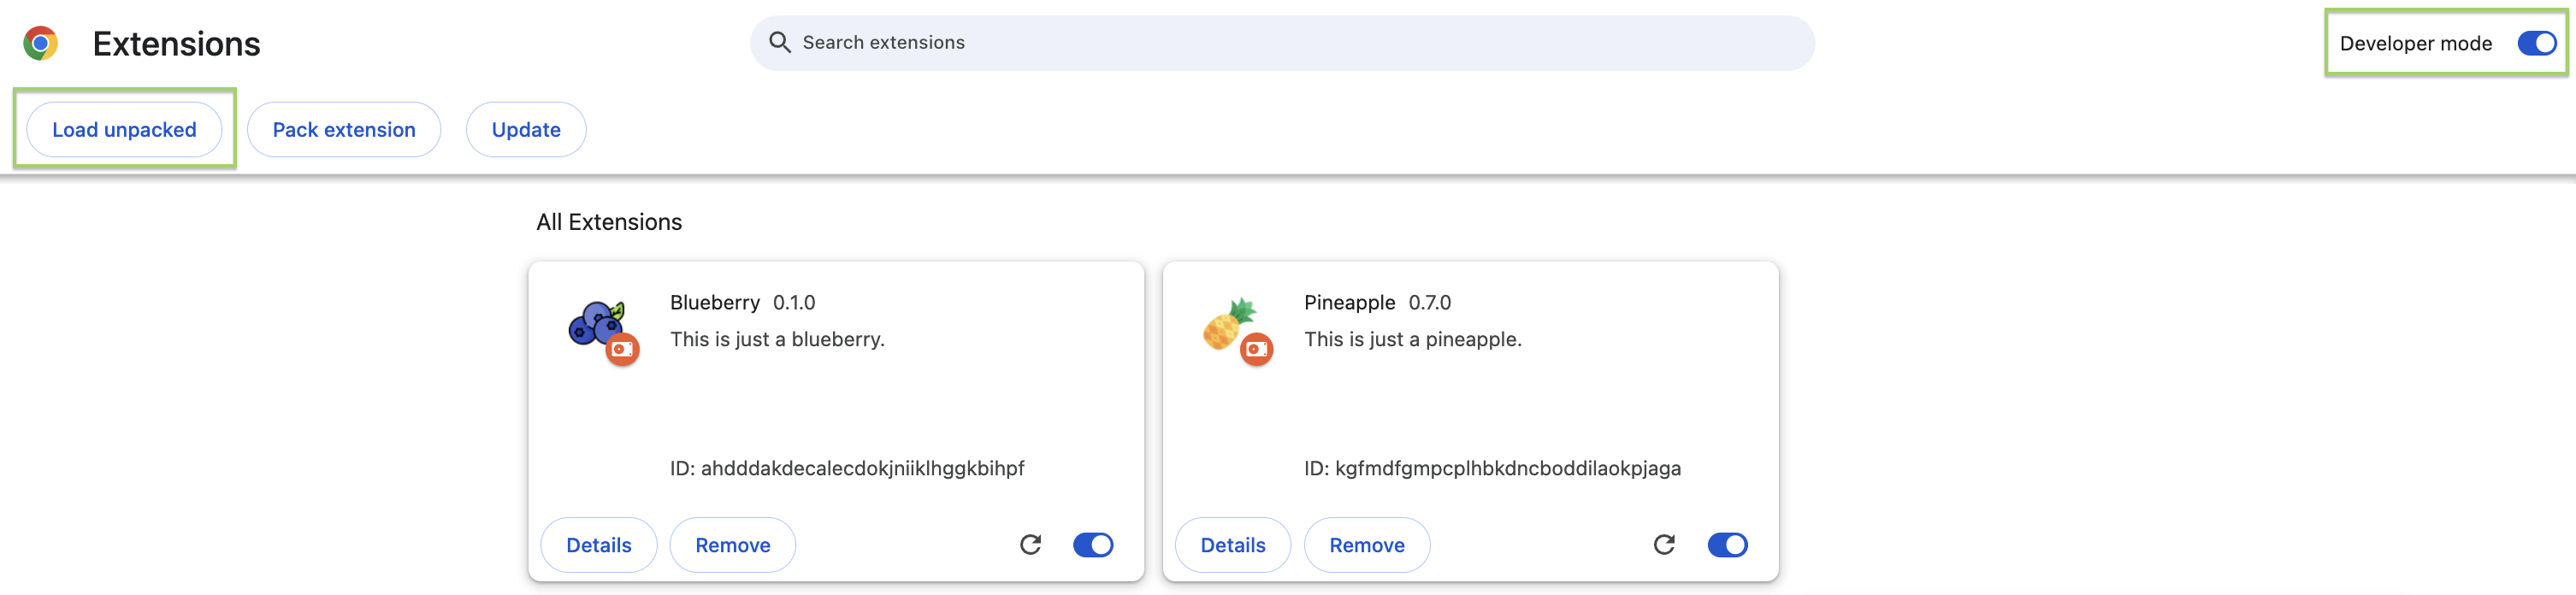 Extensions
Search extensions
Developer mode
Load unpacked
Pack extension
Update
All Extensions
Blueberry 0.1.0
This is just a blueberry.
ID: ahdddakdecalecdokjniiklhggkbihpf
Details
Remove
Pineapple 0.7.0
This is just a pineapple.
ID: kgfmdfgmpcplhbkdncboddilaokpjaga
Details
Remove